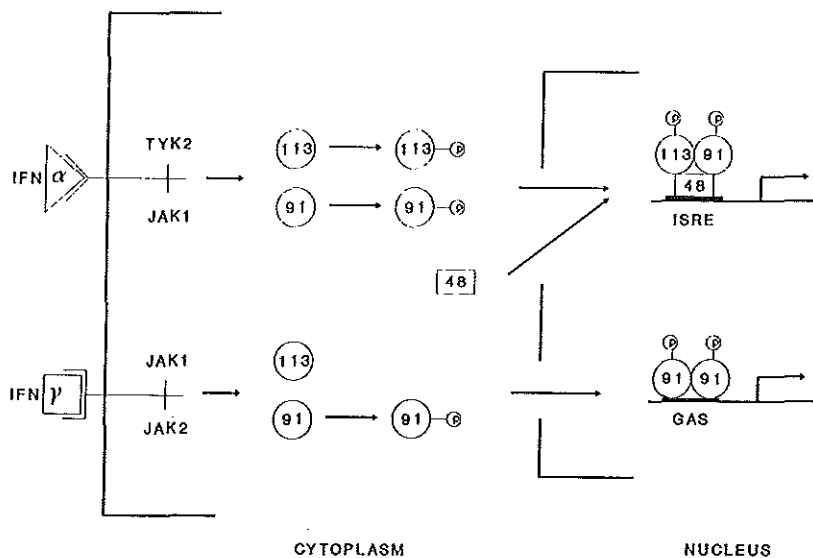 TYK2
IFN α
JAK1
113 113 P
91 91 P
48
P P
113 91
48
ISRE
JAK1
IFN γ
JAK2
113
91 91 P
P P
91 91
GAS
CYTOPLASM NUCLEUS